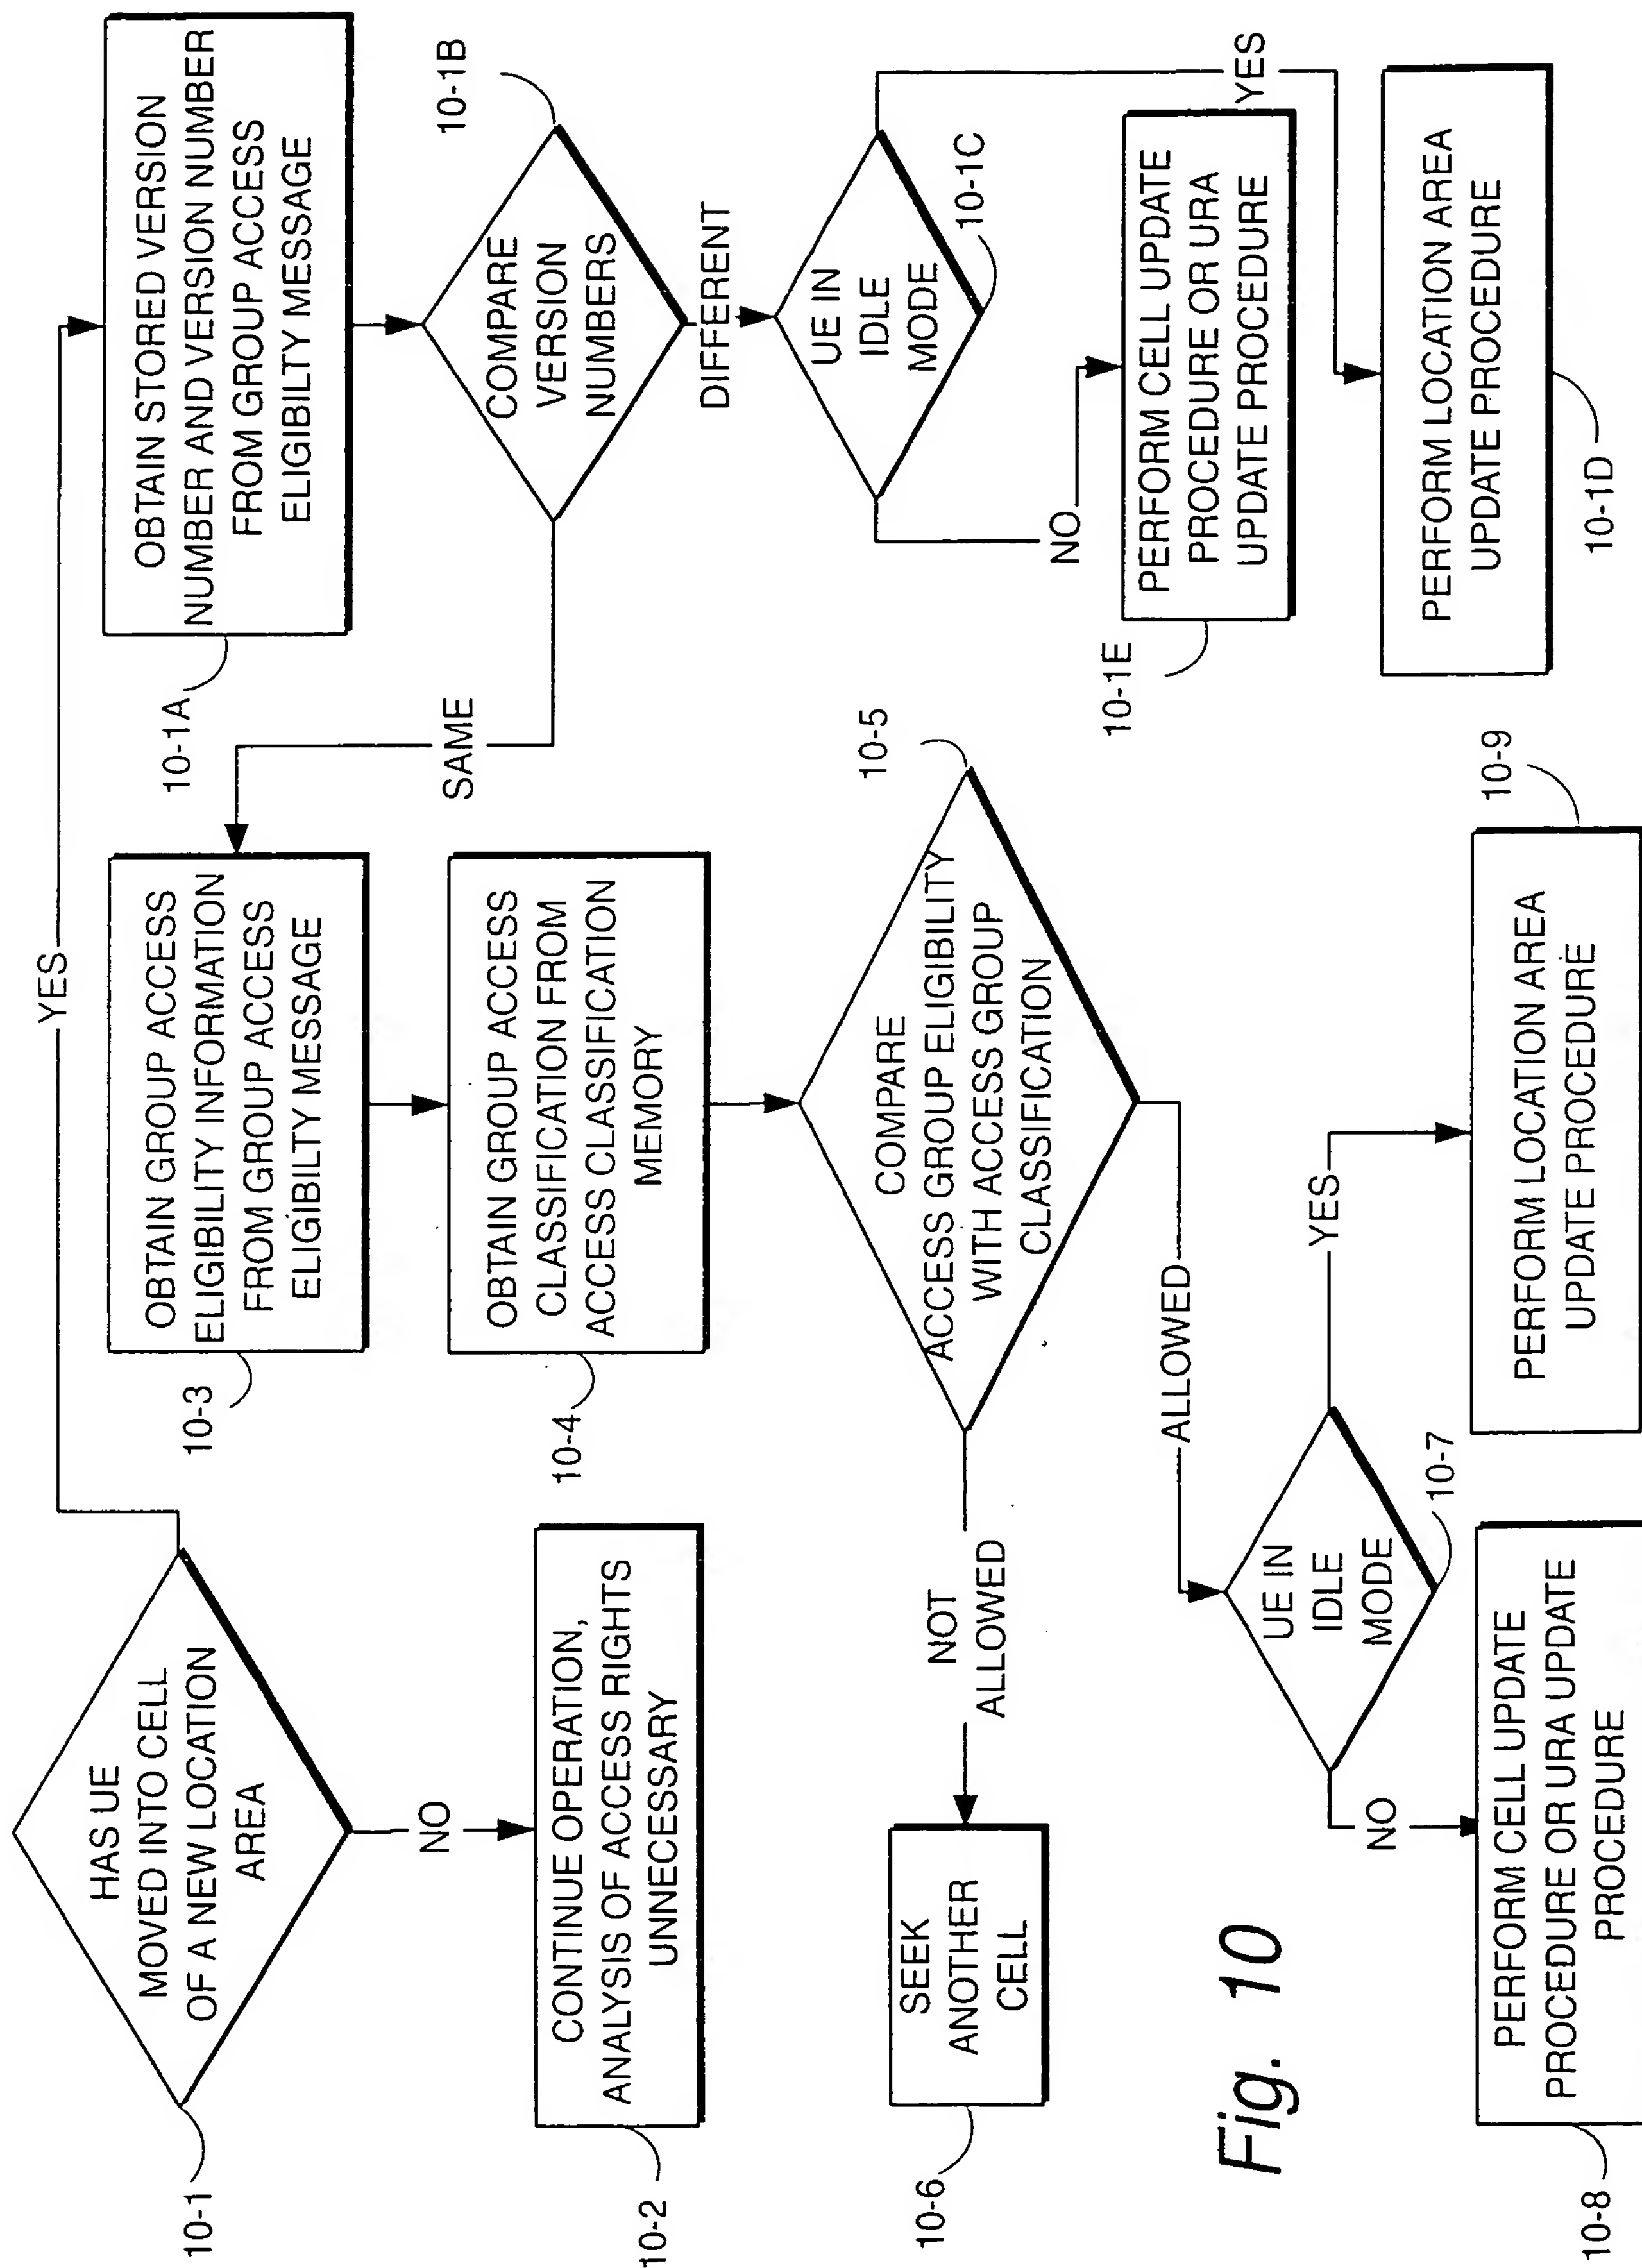 HAS UE
MOVED INTO CELL
OF A NEW LOCATION
AREA
10-1
YES
NO
CONTINUE OPERATION,
ANALYSIS OF ACCESS RIGHTS
UNNECESSARY
10-2
OBTAIN STORED VERSION
NUMBER AND VERSION NUMBER
FROM GROUP ACCESS
ELIGIBILTY MESSAGE
10-1A
COMPARE
VERSION
NUMBERS
10-1B
SAME
DIFFERENT
UE IN
IDLE
MODE
10-1C
NO
YES
PERFORM CELL UPDATE
PROCEDURE OR URA
UPDATE PROCEDURE
10-1E
PERFORM LOCATION AREA
UPDATE PROCEDURE
10-1D
OBTAIN GROUP ACCESS
ELIGIBILITY INFORMATION
FROM GROUP ACCESS
ELIGIBILTY MESSAGE
10-3
OBTAIN GROUP ACCESS
CLASSIFICATION FROM
ACCESS CLASSIFICATION
MEMORY
10-4
COMPARE
ACCESS GROUP ELIGIBILITY
WITH ACCESS GROUP
CLASSIFICATION
10-5
NOT
ALLOWED
SEEK
ANOTHER
CELL
10-6
ALLOWED
UE IN
IDLE
MODE
10-7
NO
YES
PERFORM CELL UPDATE
PROCEDURE OR URA UPDATE
PROCEDURE
10-8
PERFORM LOCATION AREA
UPDATE PROCEDURE
10-9
Fig. 10